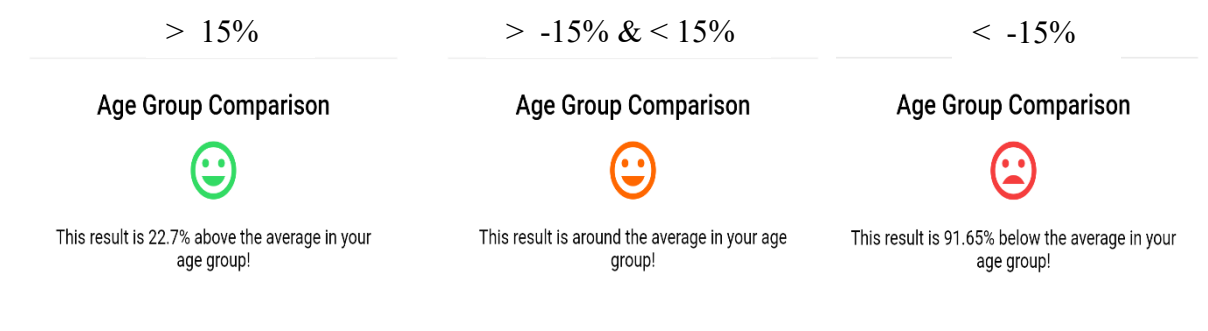 > 15%
Age Group Comparison
This result is 22.7% above the average in your
age group!
> -15% & < 15%
Age Group Comparison
This result is around the average in your age
group!
< -15%
Age Group Comparison
This result is 91.65% below the average in your
age group!